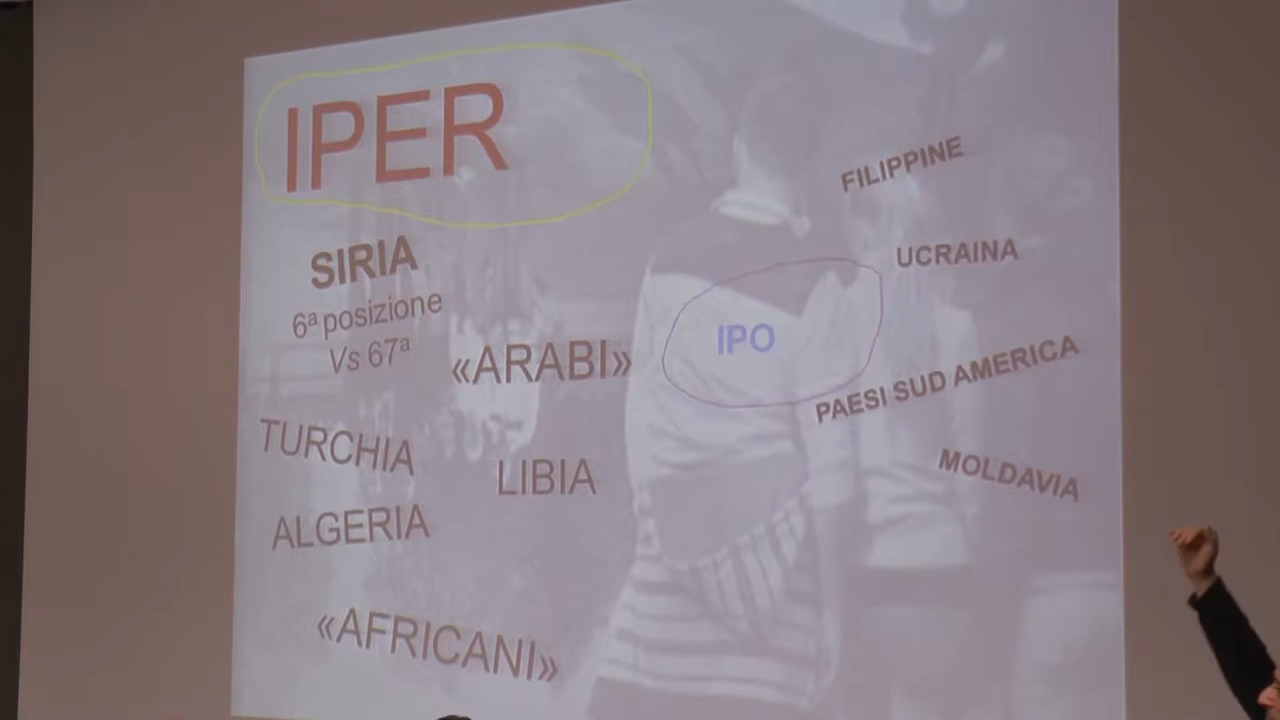 IPER
SIRIA
6ª posizione
Vs 67ª
«ARABI»
TURCHIA
LIBIA
ALGERIA
«AFRICANI»
IPO
FILIPPINE
UCRAINA
PAESI SUD AMERICA
MOLDAVIA